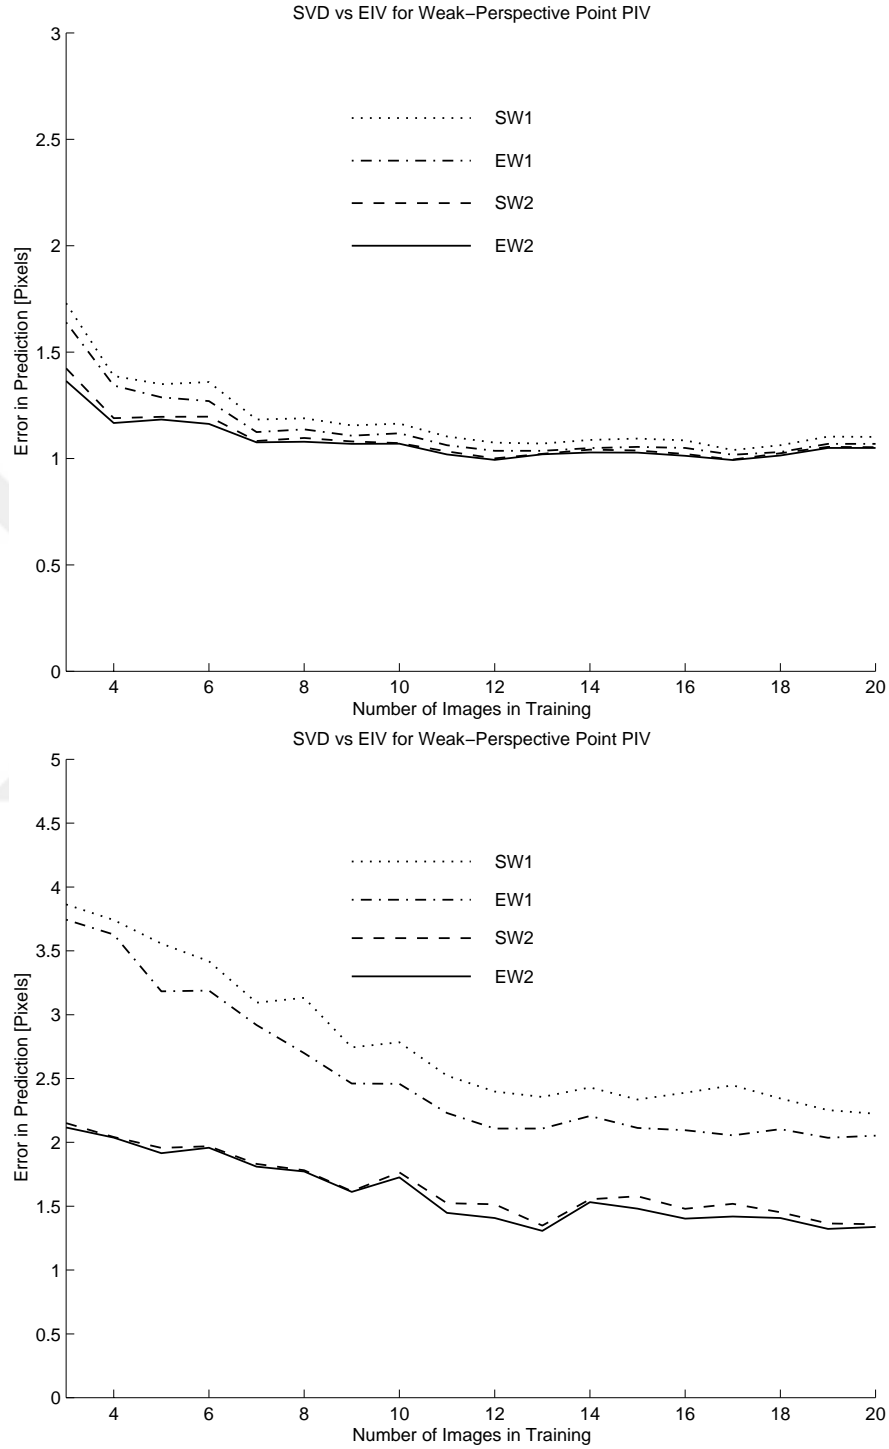 SVD vs EIV for Weak−Perspective Point PIV
3
SW1
2.5
EW1
SW2
2
EW2
Error in Prediction [Pixels]
1.5
1
0.5
0
4 6 8 10 12 14 16 18 20
Number of Images in Training
SVD vs EIV for Weak−Perspective Point PIV
5
4.5
SW1
4
EW1
SW2
3.5
EW2
Error in Prediction [Pixels]
3
2.5
2
1.5
1
0.5
0
4 6 8 10 12 14 16 18 20
Number of Images in Training